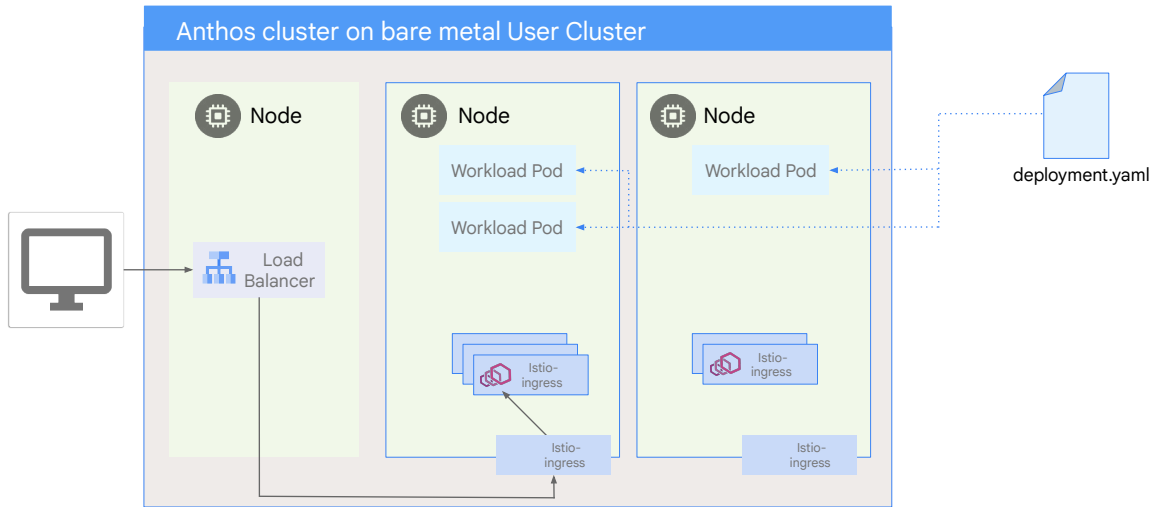 Anthos cluster on bare metal User Cluster
Node
Node
Node
Workload Pod
Workload Pod
Workload Pod
deployment.yaml
Load
Balancer
Istio-
ingress
Istio-
ingress
Istio-
ingress
Istio-
ingress